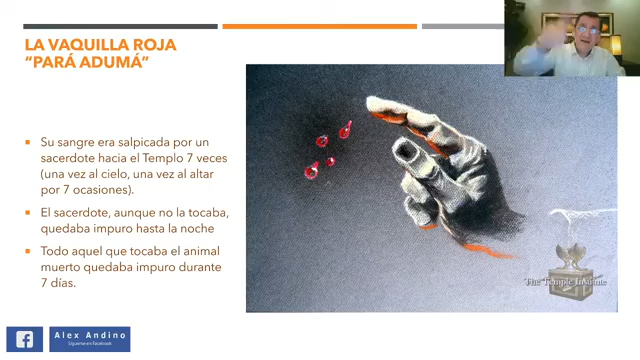 LA VAQUILLA ROJA
“PARÁ ADUMÁ”
Su sangre era salpicada por un
sacerdote hacia el Templo 7 veces
(una vez al cielo, una vez al altar
por 7 ocasiones).
El sacerdote, aunque no la tocaba,
quedaba impuro hasta la noche
Todo aquel que tocaba el animal
muerto quedaba impuro durante
7 días.
The Temple Institute
Alex Andino
Sígueme en Facebook